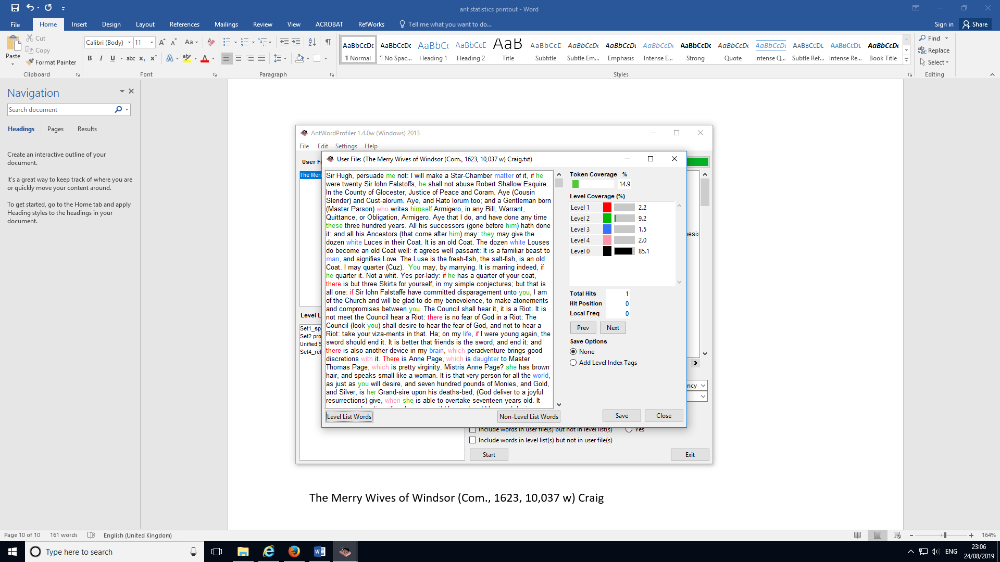 ant statistics printout - Word
File Home Insert Design Layout References Mailings Review View ACROBAT RefWorks Tell me what you want to do... Sign in Share
Paste Cut Copy Format Painter
Calibri (Body) 11
AaBbCcDc AaBbCcDc AaBbCc AaBbCcD AaB AaBbCcD AaBbCcDc AaBbCcDc AaBbCcDc AaBbCcDc AaBbCcDc AaBbCcDc AABBCCDE AABBCCDE AaBbCcDc
¶ Normal ¶ No Spac... Heading 1 Heading 2 Title Subtitle Subtle Em... Emphasis Intense E... Strong Quote Intense Q... Subtle Ref... Intense Re... Book Title
Find Replace Select
Clipboard Font Paragraph Styles Editing
Navigation
Search document
Headings Pages Results
Create an interactive outline of your
document.
It's a great way to keep track of where you are
or quickly move your content around.
To get started, go to the Home tab and apply
Heading styles to the headings in your
document.
AntWordProfiler 1.4.0w (Windows) 2013
File Edit Settings Help
User Fi
The Merr
Level L
Set1_sp
Set2 pro
Unified S
Set4_rel
User File: (The Merry Wives of Windsor (Com., 1623, 10,037 w) Craig.txt)
Sir Hugh, persuade me not: I will make a Star-Chamber matter of it, if he
were twenty Sir Iohn Falstoffs, he shall not abuse Robert Shallow Esquire.
In the County of Glocester, Justice of Peace and Coram. Aye (Cousin
Slender) and Cust-alorum. Aye, and Rato lorum too; and a Gentleman born
(Master Parson) who writes himself Armigero, in any Bill, Warrant,
Quittance, or Obligation, Armigero. Aye that I do, and have done any time
these three hundred years. All his successors (gone before him) hath done
it: and all his Ancestors (that come after him) may: they may give the
dozen white Luces in their Coat. It is an old Coat. The dozen white Louses
do become an old Coat well: it agrees well passant: It is a familiar beast to
man, and signifies Love. The Luse is the fresh-fish, the salt-fish, is an old
Coat. I may quarter (Cuz). You may, by marrying. It is marring indeed, if
he quarter it. Not a whit. Yes per-lady: if he has a quarter of your coat,
there is but three Skirts for yourself, in my simple conjectures; but that is
all one: if Sir Iohn Falstaffe have committed disparagement unto you, I am
of the Church and will be glad to do my benevolence, to make atonements
and compromises between you. The Council shall hear it, it is a Riot. It is
not meet the Council hear a Riot: there is no fear of God in a Riot: The
Council (look you) shall desire to hear the fear of God, and not to hear a
Riot: take your viza-ments in that. Ha; on my life, if I were young again, the
sword should end it. It is better that friends is the sword, and end it: and
there is also another device in my brain, which peradventure brings good
discretions with it. There is Anne Page, which is daughter to Master
Thomas Page, which is pretty virginity. Mistris Anne Page? she has brown
hair, and speaks small like a woman. It is that very person for all the world,
as just as you will desire, and seven hundred pounds of Monies, and Gold,
and Silver, is her Grand-sire upon his deaths-bed, (God deliver to a joyful
resurrections) give, when she is able to overtake seventeen years old. It
Level List Words Non-Level List Words
Token Coverage %
14.9
Level Coverage (%)
Level 1 2.2
Level 2 9.2
Level 3 1.5
Level 4 2.0
Level 0 85.1
Total Hits 1
Hit Position 0
Local Freq 0
Prev Next
Save Options
None
Add Level Index Tags
Save Close
hesis
ncy
Include words in user file(s) but not in level list(s) Yes
Include words in level list(s) but not in user file(s)
Start Exit
The Merry Wives of Windsor (Com., 1623, 10,037 w) Craig
Page 10 of 10 161 words English (United Kingdom) 164%
Type here to search
ENG
23:06
24/08/2019